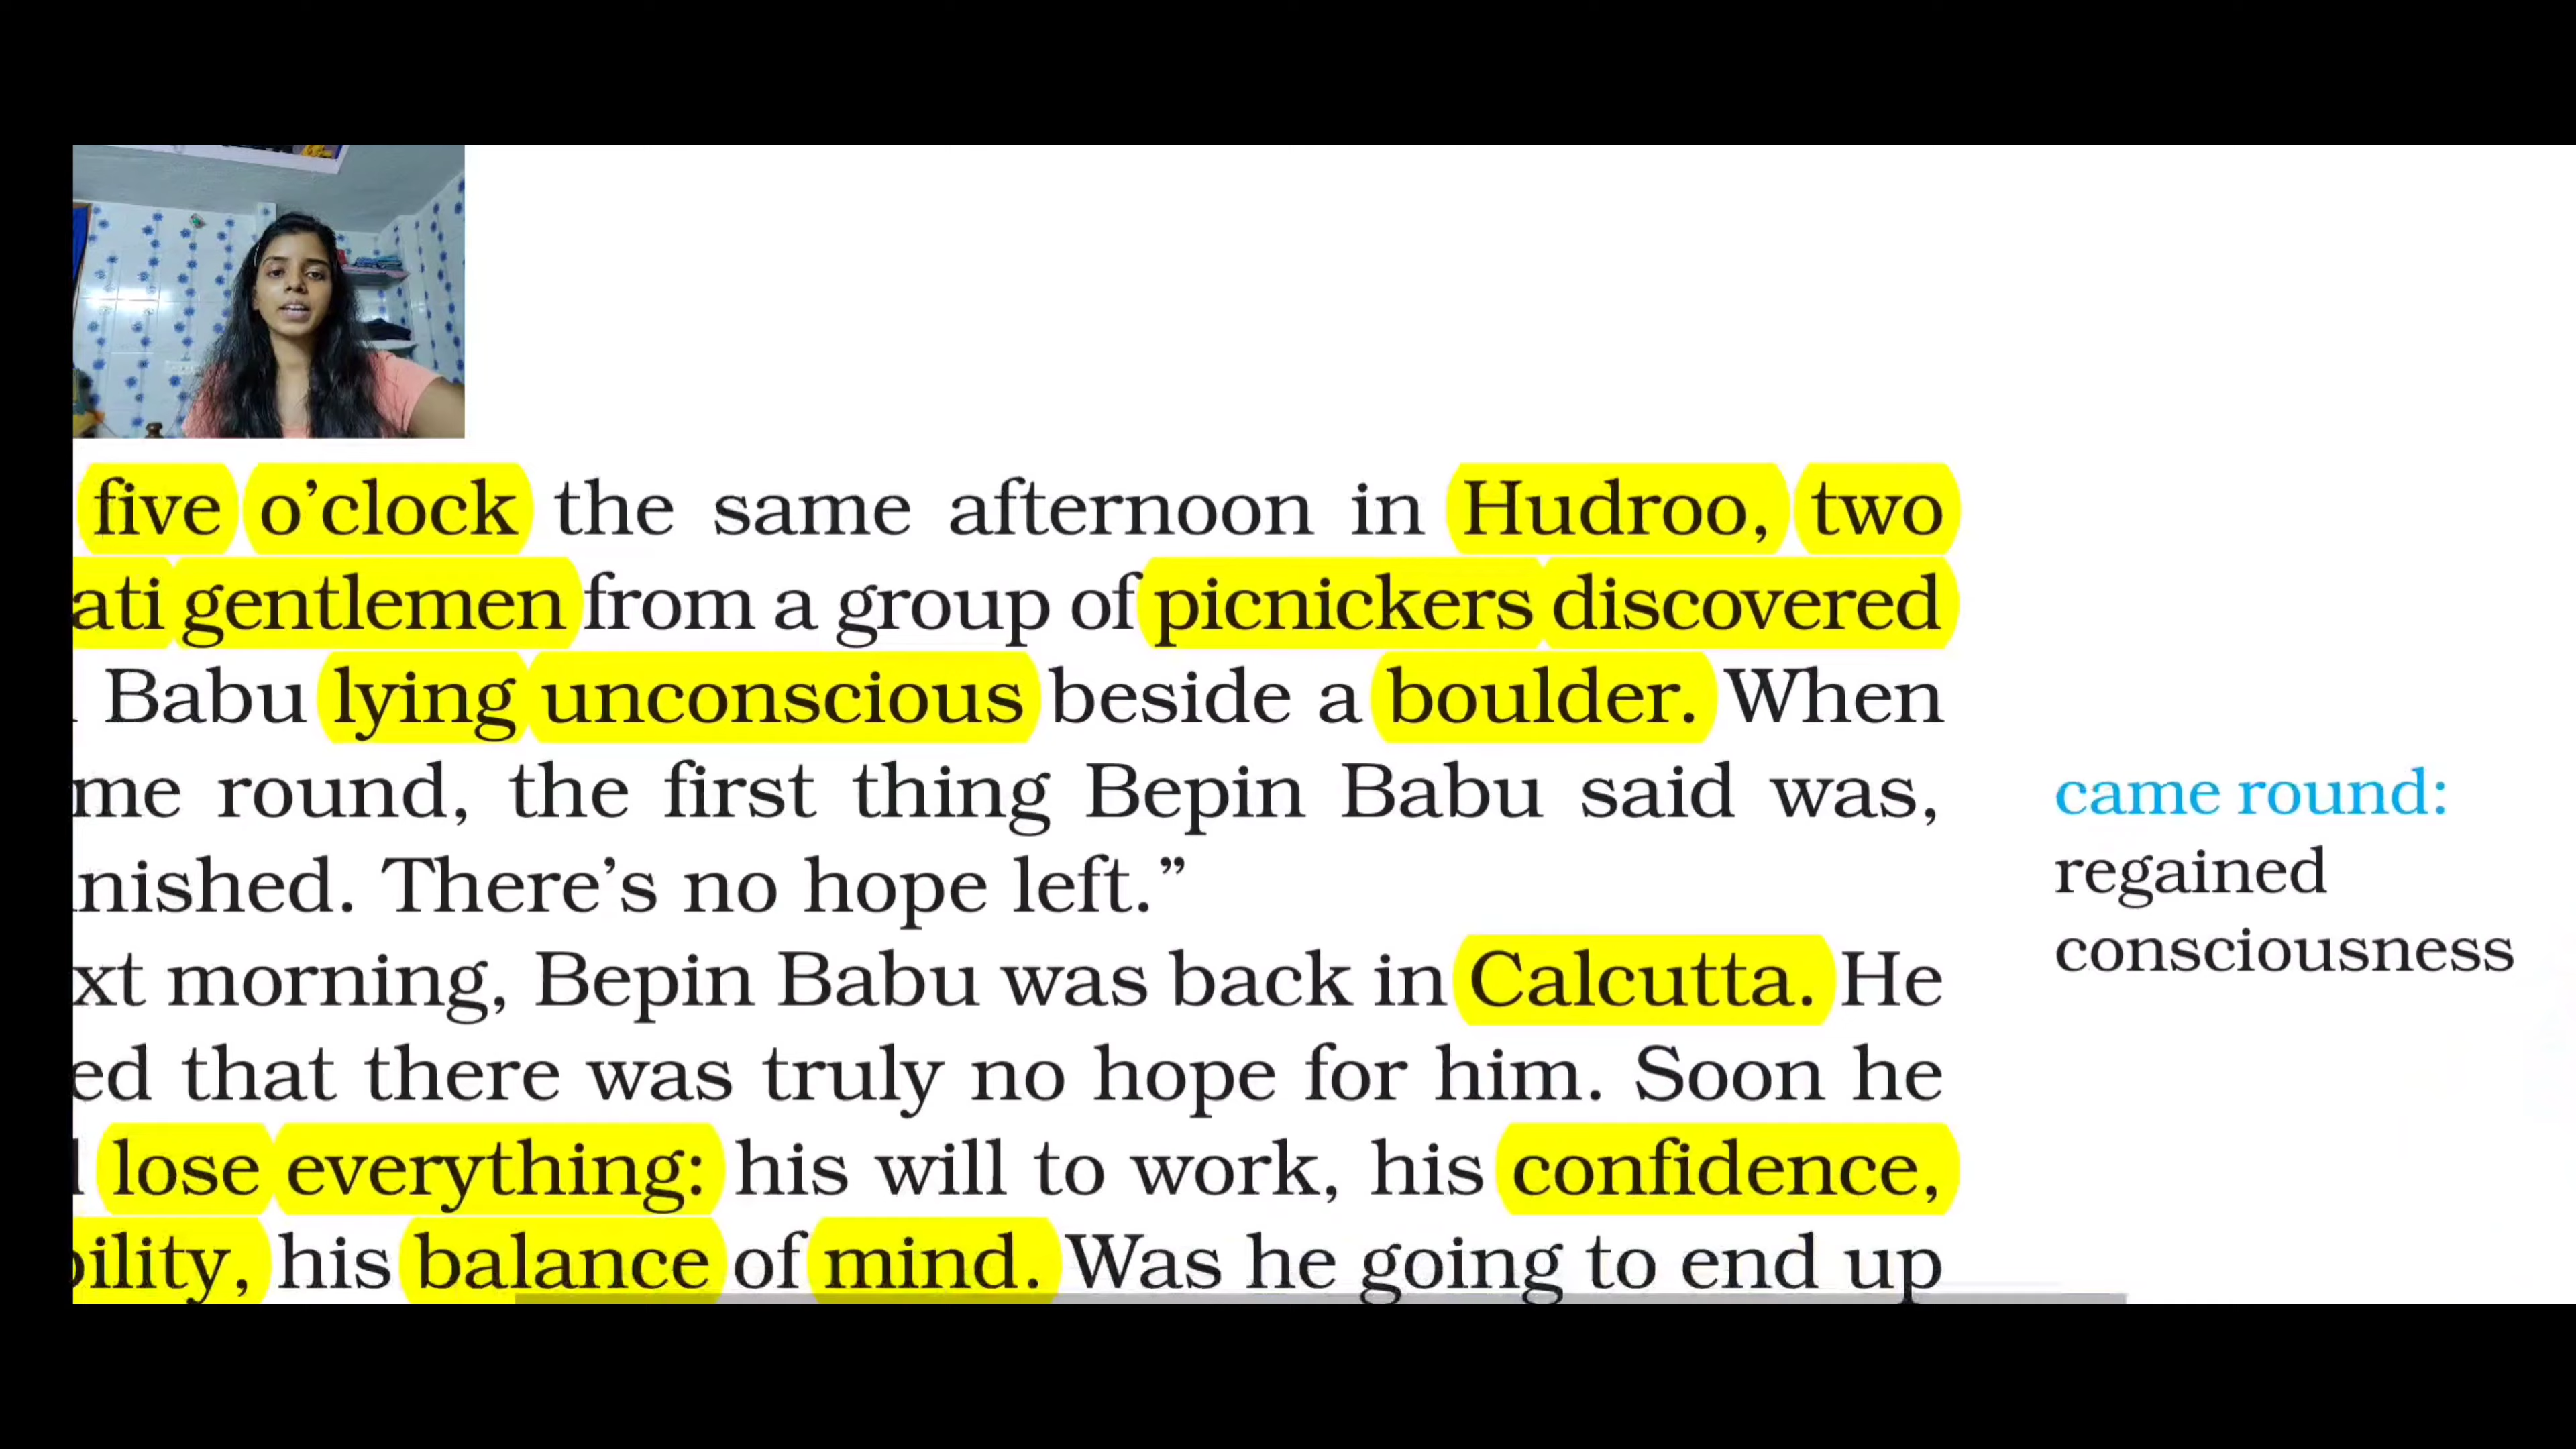 five o’clock the same afternoon in Hudroo, two
ati gentlemen from a group of picnickers discovered
Babu lying unconscious beside a boulder. When
me round, the first thing Bepin Babu said was,
nished. There’s no hope left.”
xt morning, Bepin Babu was back in Calcutta. He
ed that there was truly no hope for him. Soon he
lose everything: his will to work, his confidence,
bility, his balance of mind. Was he going to end up
came round:
regained
consciousness